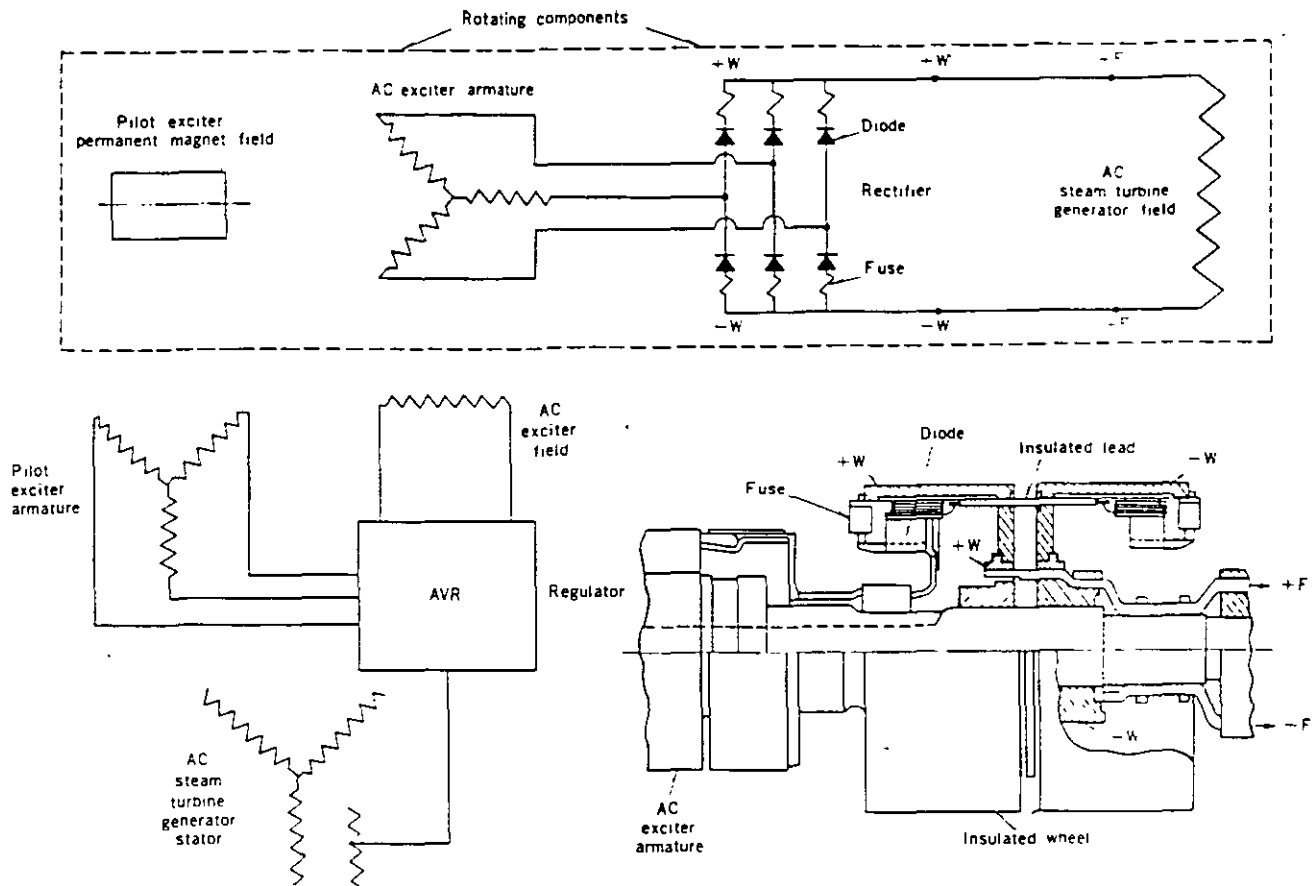 Rotating components
+W
+W
+F
AC exciter armature
Pilot exciter
permanent magnet field
Diode
Rectifier
AC
steam turbine
generator field
Fuse
-W
-W
AC
exciter
field
Pilot
exciter
armature
AVR
Regulator
AC
steam
turbine
generator
stator
Diode
Insulated lead
+W
-W
Fuse
+W
+F
-W
-F
AC
exciter
armature
Insulated wheel